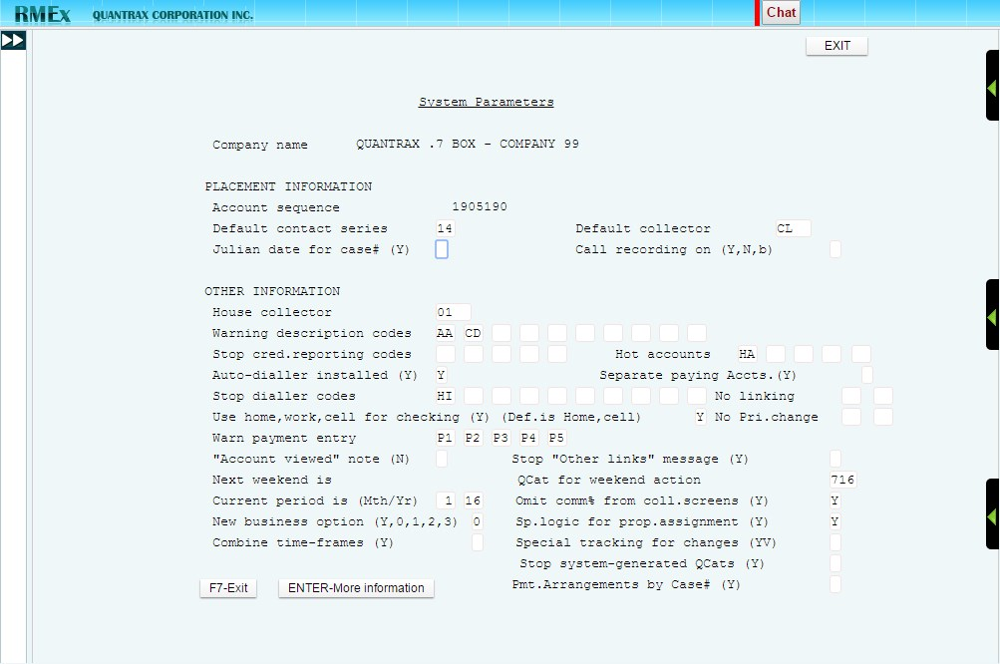 RMEx QUANTRAX CORPORATION INC. Chat
EXIT
System Parameters
Company name QUANTRAX .7 BOX - COMPANY 99
PLACEMENT INFORMATION
Account sequence 1905190
Default contact series 14 Default collector CL
Julian date for case# (Y) Call recording on (Y,N,b)
OTHER INFORMATION
House collector 01
Warning description codes AA CD
Stop cred.reporting codes Hot accounts HA
Auto-dialler installed (Y) Y Separate paying Accts.(Y)
Stop dialler codes HI No linking
Use home,work,cell for checking (Y) (Def.is Home,cell) Y No Pri.change
Warn payment entry P1 P2 P3 P4 P5
"Account viewed" note (N) Stop "Other links" message (Y)
Next weekend is QCat for weekend action 716
Current period is (Mth/Yr) 1 16 Omit comm% from coll.screens (Y) Y
New business option (Y,0,1,2,3) 0 Sp.logic for prop.assignment (Y) Y
Combine time-frames (Y) Special tracking for changes (YV)
Stop system-generated QCats (Y)
F7-Exit ENTER-More information Pmt.Arrangements by Case# (Y)